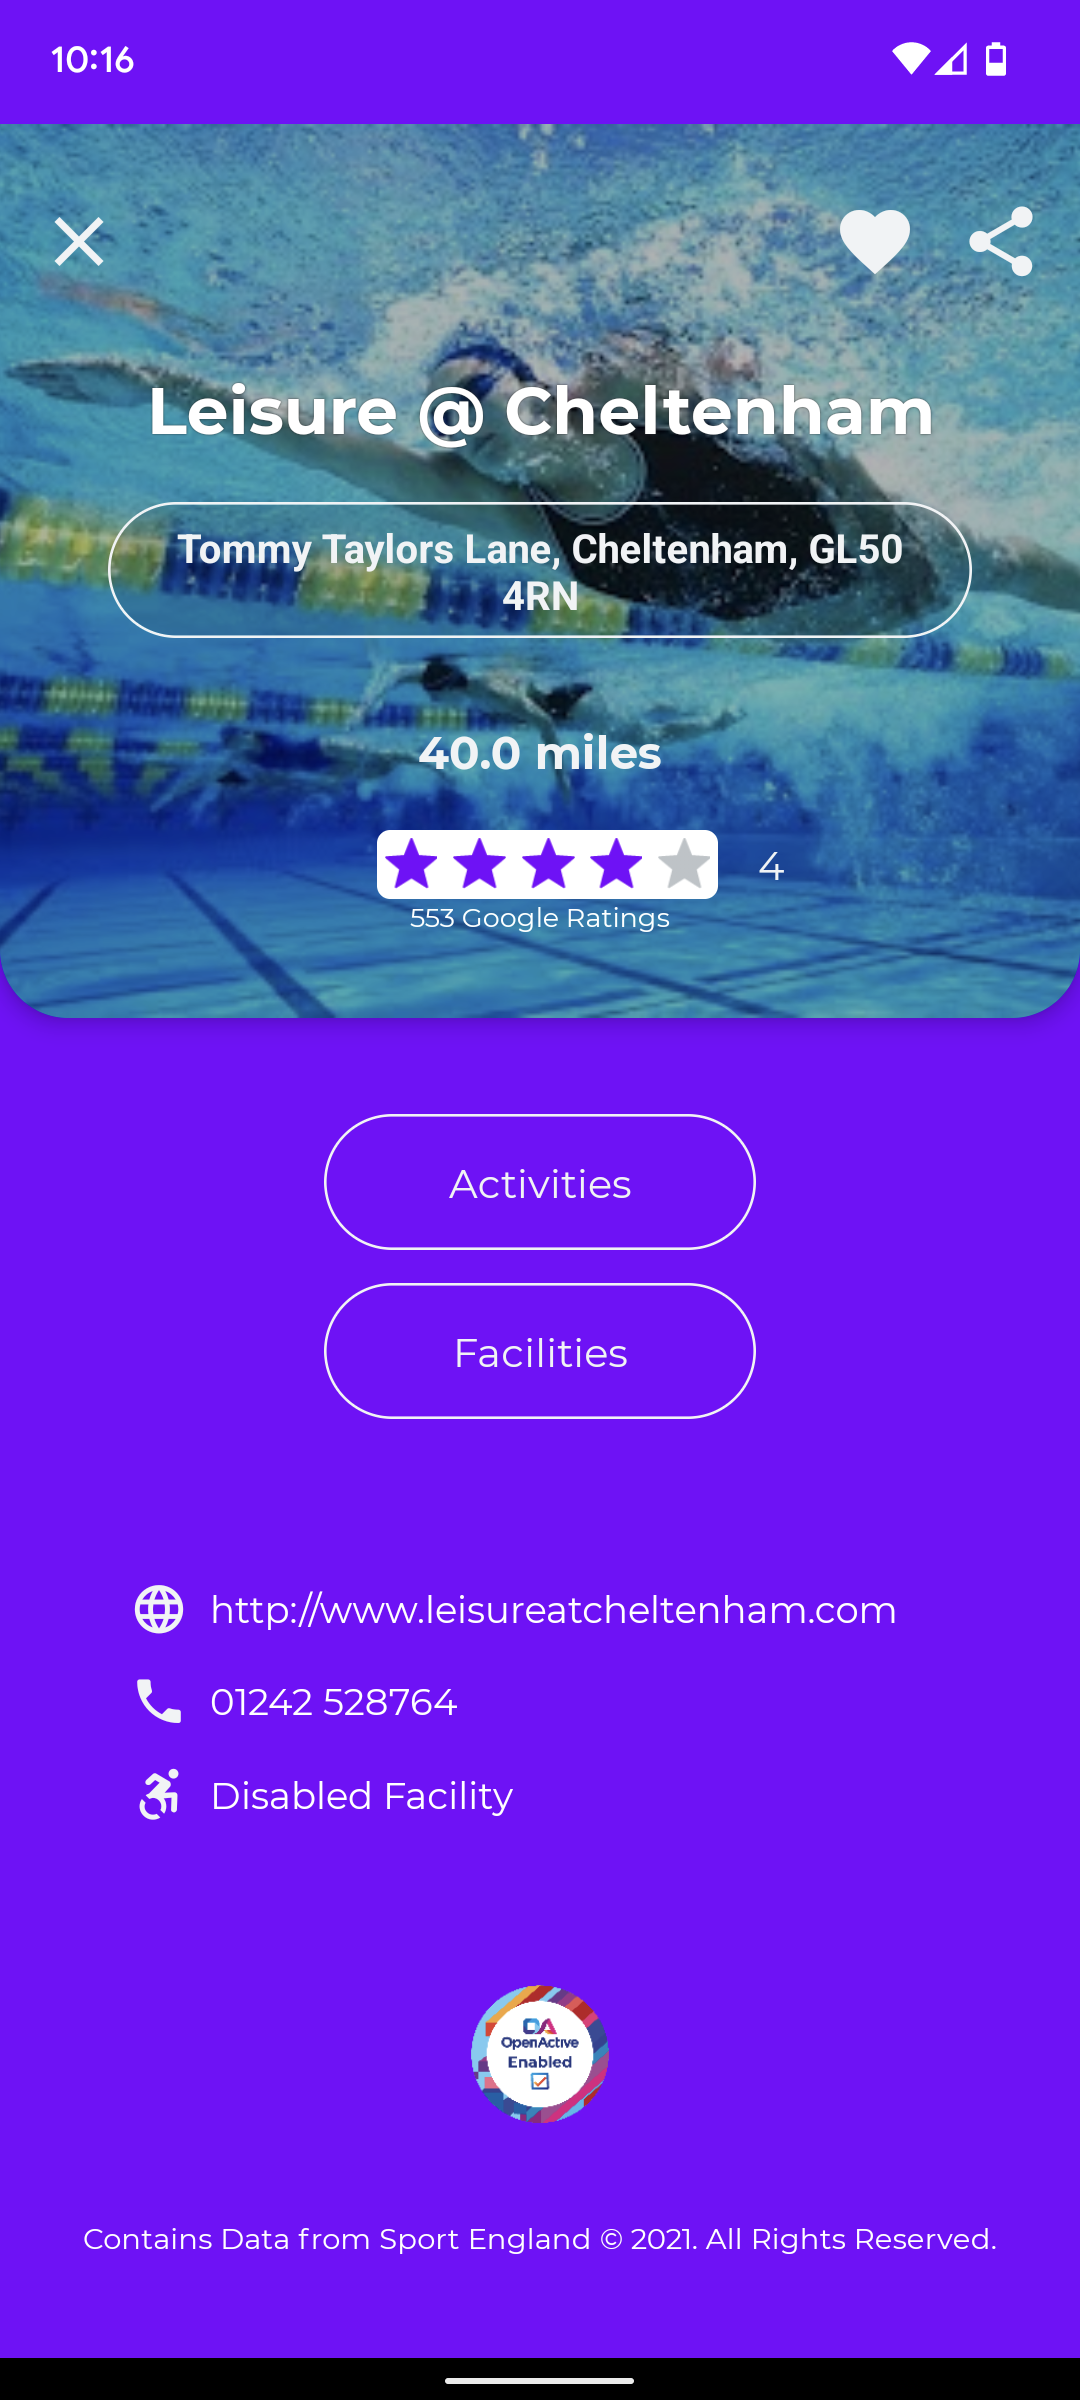 10:16
Leisure @ Cheltenham
Tommy Taylors Lane, Cheltenham, GL50
4RN
40.0 miles
4
553 Google Ratings
Activities
Facilities
http://www.leisureatcheltenham.com
01242 528764
Disabled Facility
OA
OpenActive
Enabled
Contains Data from Sport England © 2021. All Rights Reserved.